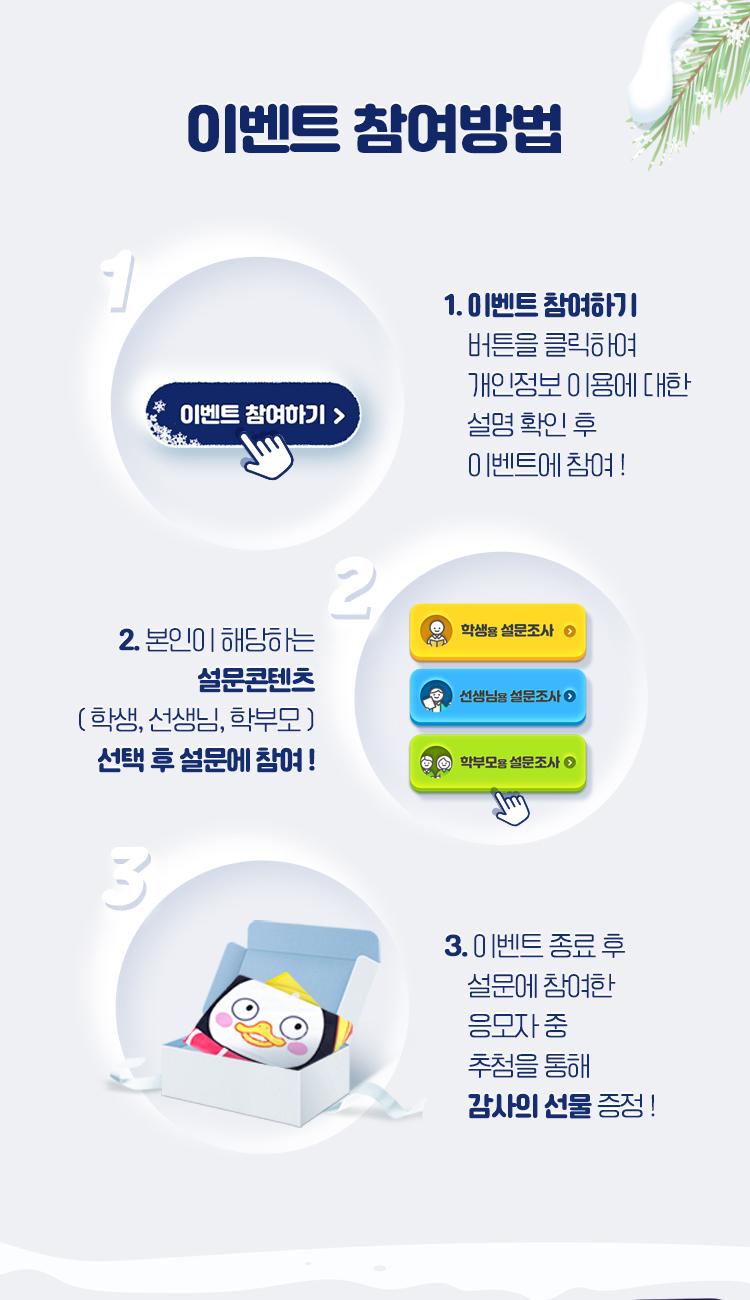 이벤트 참여방법
1
이벤트 참여하기 >
1. 이벤트 참여하기
버튼을 클릭하여
개인정보 이용에 대한
설명 확인 후
이벤트에 참여 !
2
2. 본인이 해당하는
설문콘텐츠
( 학생, 선생님, 학부모 )
선택 후 설문에 참여 !
학생용 설문조사
선생님용 설문조사
학부모용 설문조사
3
3. 이벤트 종료 후
설문에 참여한
응모자 중
추첨을 통해
감사의 선물 증정 !